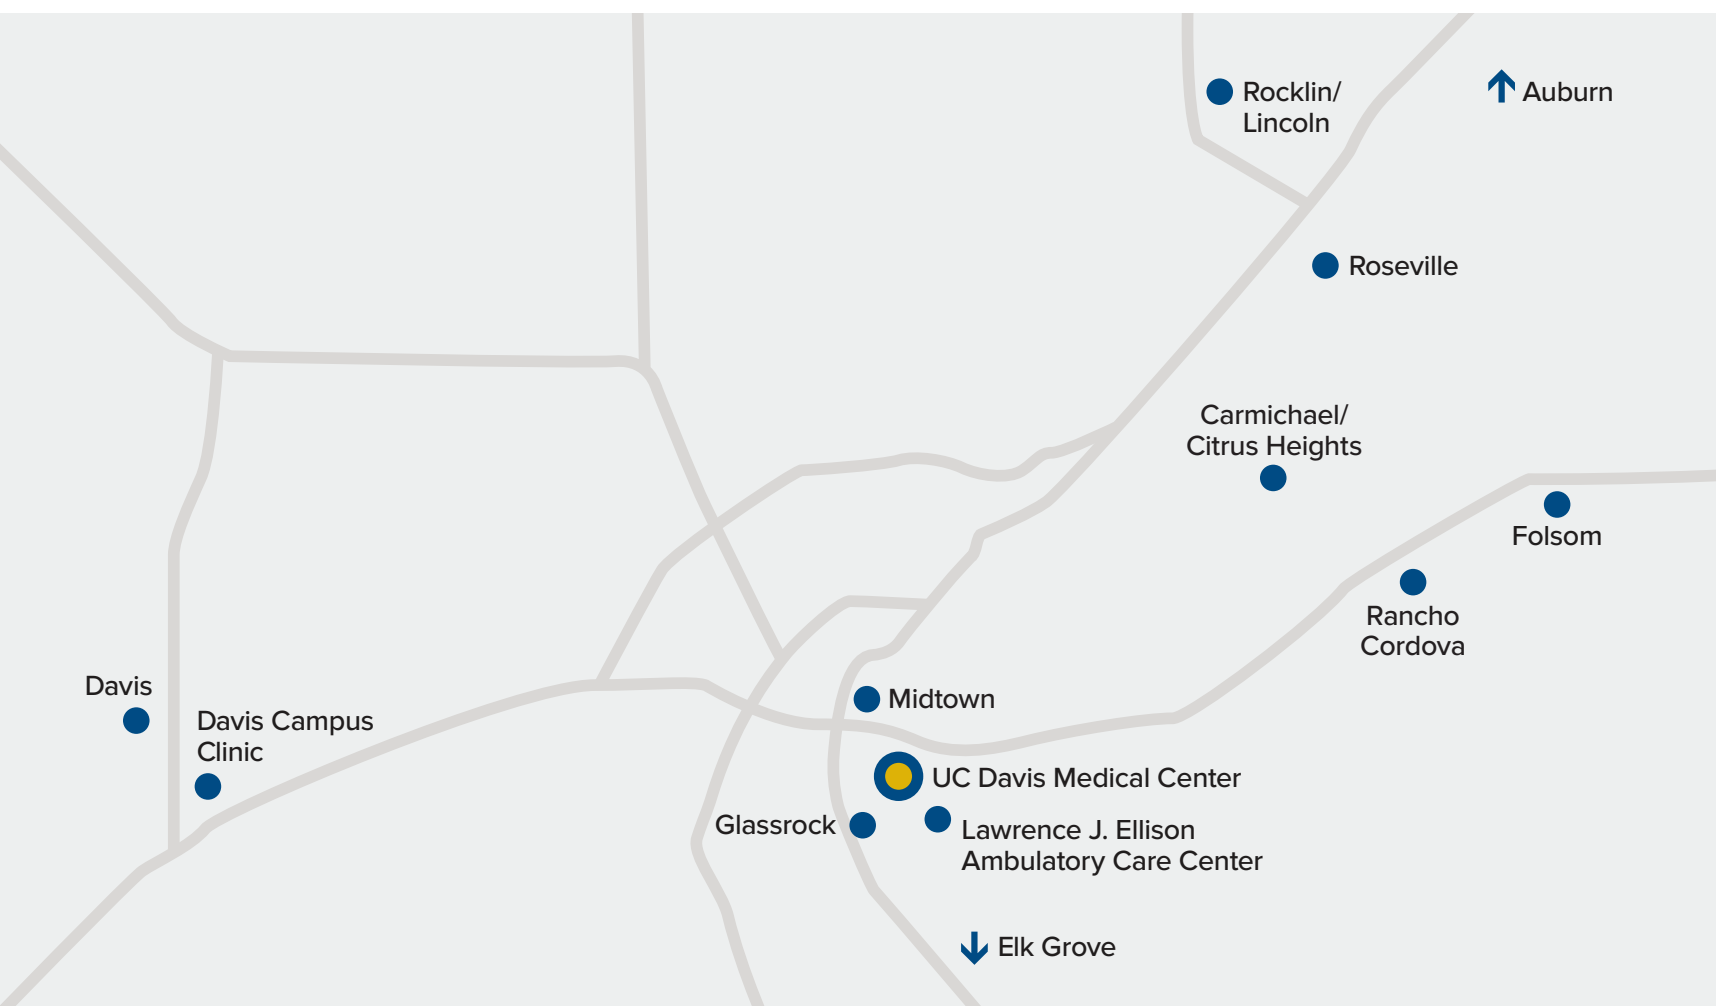 Rocklin/
Lincoln
Auburn
Roseville
Carmichael/
Citrus Heights
Folsom
Rancho
Cordova
Davis
Davis Campus
Clinic
Midtown
UC Davis Medical Center
Glassrock
Lawrence J. Ellison
Ambulatory Care Center
Elk Grove